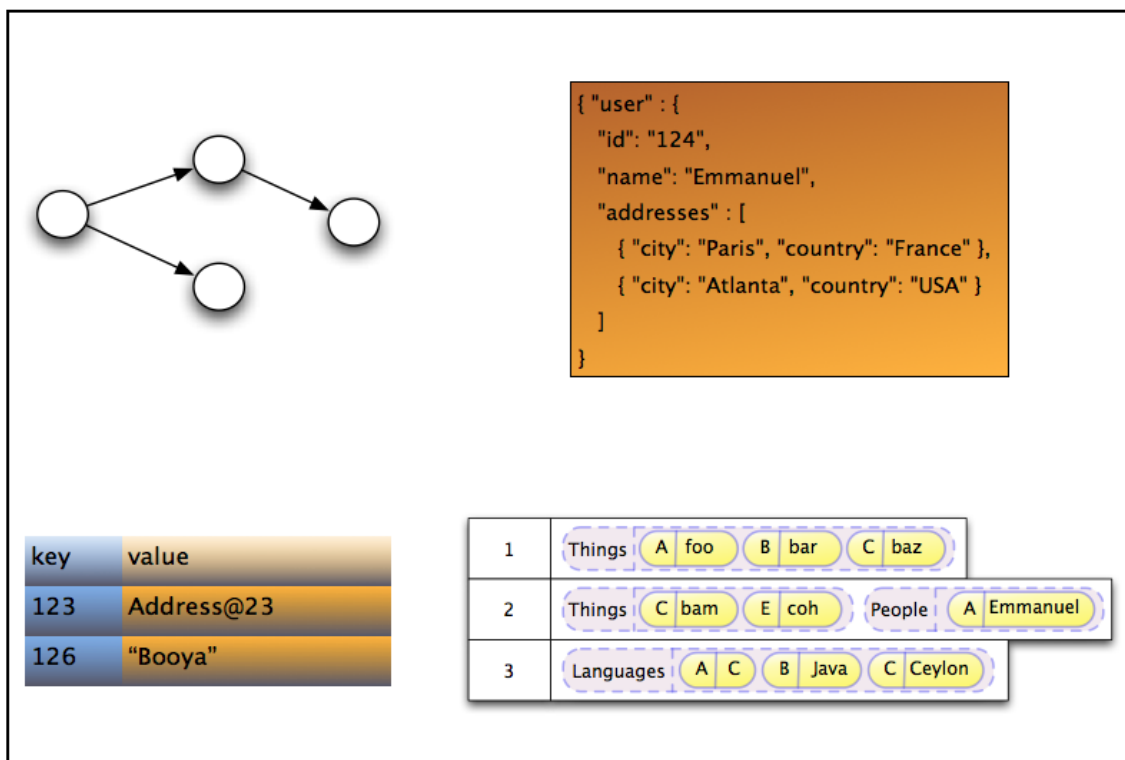 { "user" : {
"id": "124",
"name": "Emmanuel",
"addresses" : [
{ "city": "Paris", "country": "France" },
{ "city": "Atlanta", "country": "USA" }
]
}
key value
123 Address@23
126 “Booya”
1 Things A foo B bar C baz
2 Things C bam E coh People A Emmanuel
3 Languages A C B Java C Ceylon